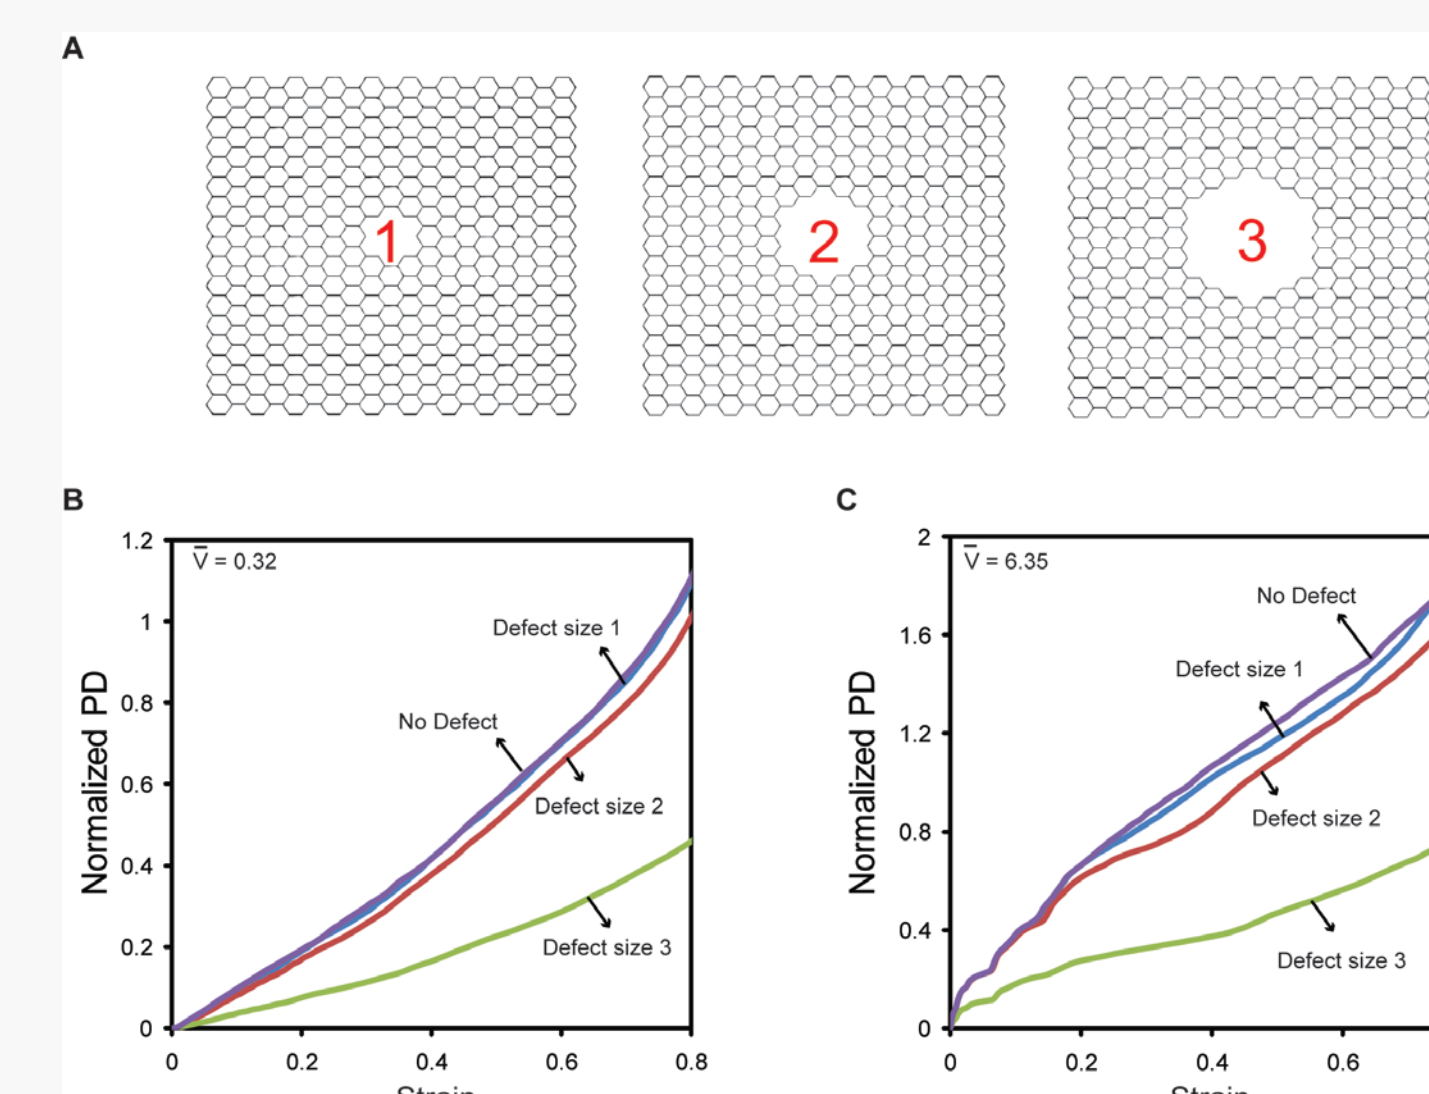 A
1
2
3
B
C
1.2
1
0.8
0.6
0.4
0.2
0
V̅ = 0.32
Defect size 1
No Defect
Defect size 2
Defect size 3
Normalized PD
0
0.2
0.4
0.6
0.8
Strain
2
1.6
1.2
0.8
0.4
0
V̅ = 6.35
No Defect
Defect size 1
Defect size 2
Defect size 3
Normalized PD
0
0.2
0.4
0.6
Strain